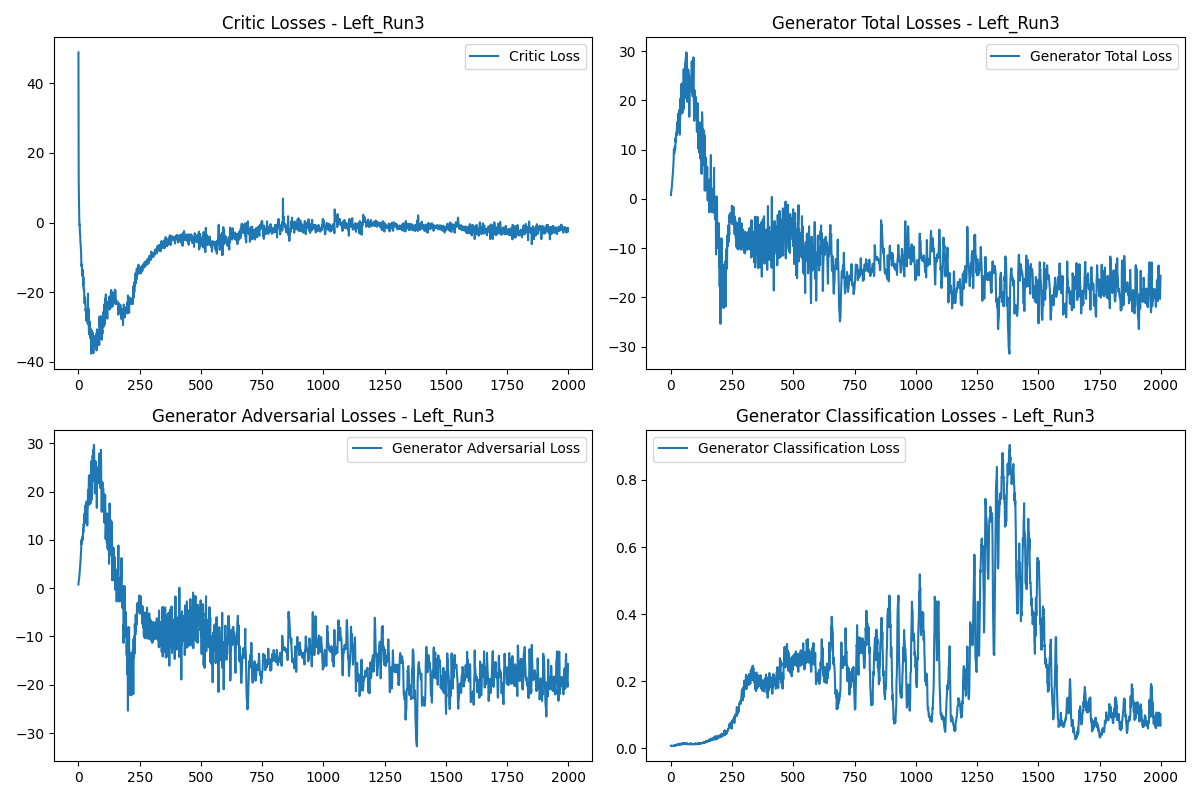 Critic Losses - Left_Run3
Critic Loss
40
20
0
−20
−40
0 250 500 750 1000 1250 1500 1750 2000
Generator Total Losses - Left_Run3
Generator Total Loss
30
20
10
0
−10
−20
−30
0 250 500 750 1000 1250 1500 1750 2000
Generator Adversarial Losses - Left_Run3
Generator Adversarial Loss
30
20
10
0
−10
−20
−30
0 250 500 750 1000 1250 1500 1750 2000
Generator Classification Losses - Left_Run3
Generator Classification Loss
0.8
0.6
0.4
0.2
0.0
0 250 500 750 1000 1250 1500 1750 2000